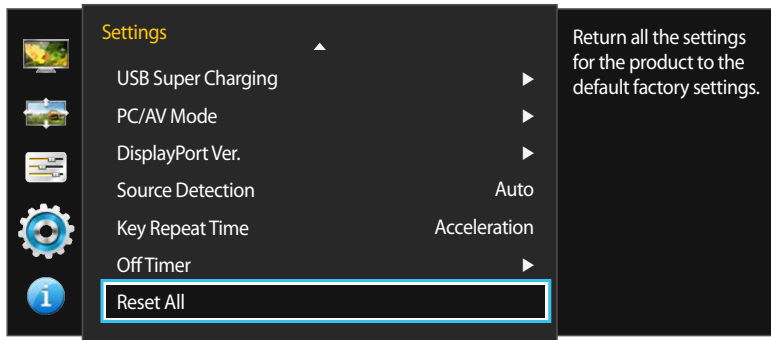 Settings
USB Super Charging
PC/AV Mode
DisplayPort Ver.
Source Detection Auto
Key Repeat Time Acceleration
Off Timer
Reset All
Return all the settings
for the product to the
default factory settings.